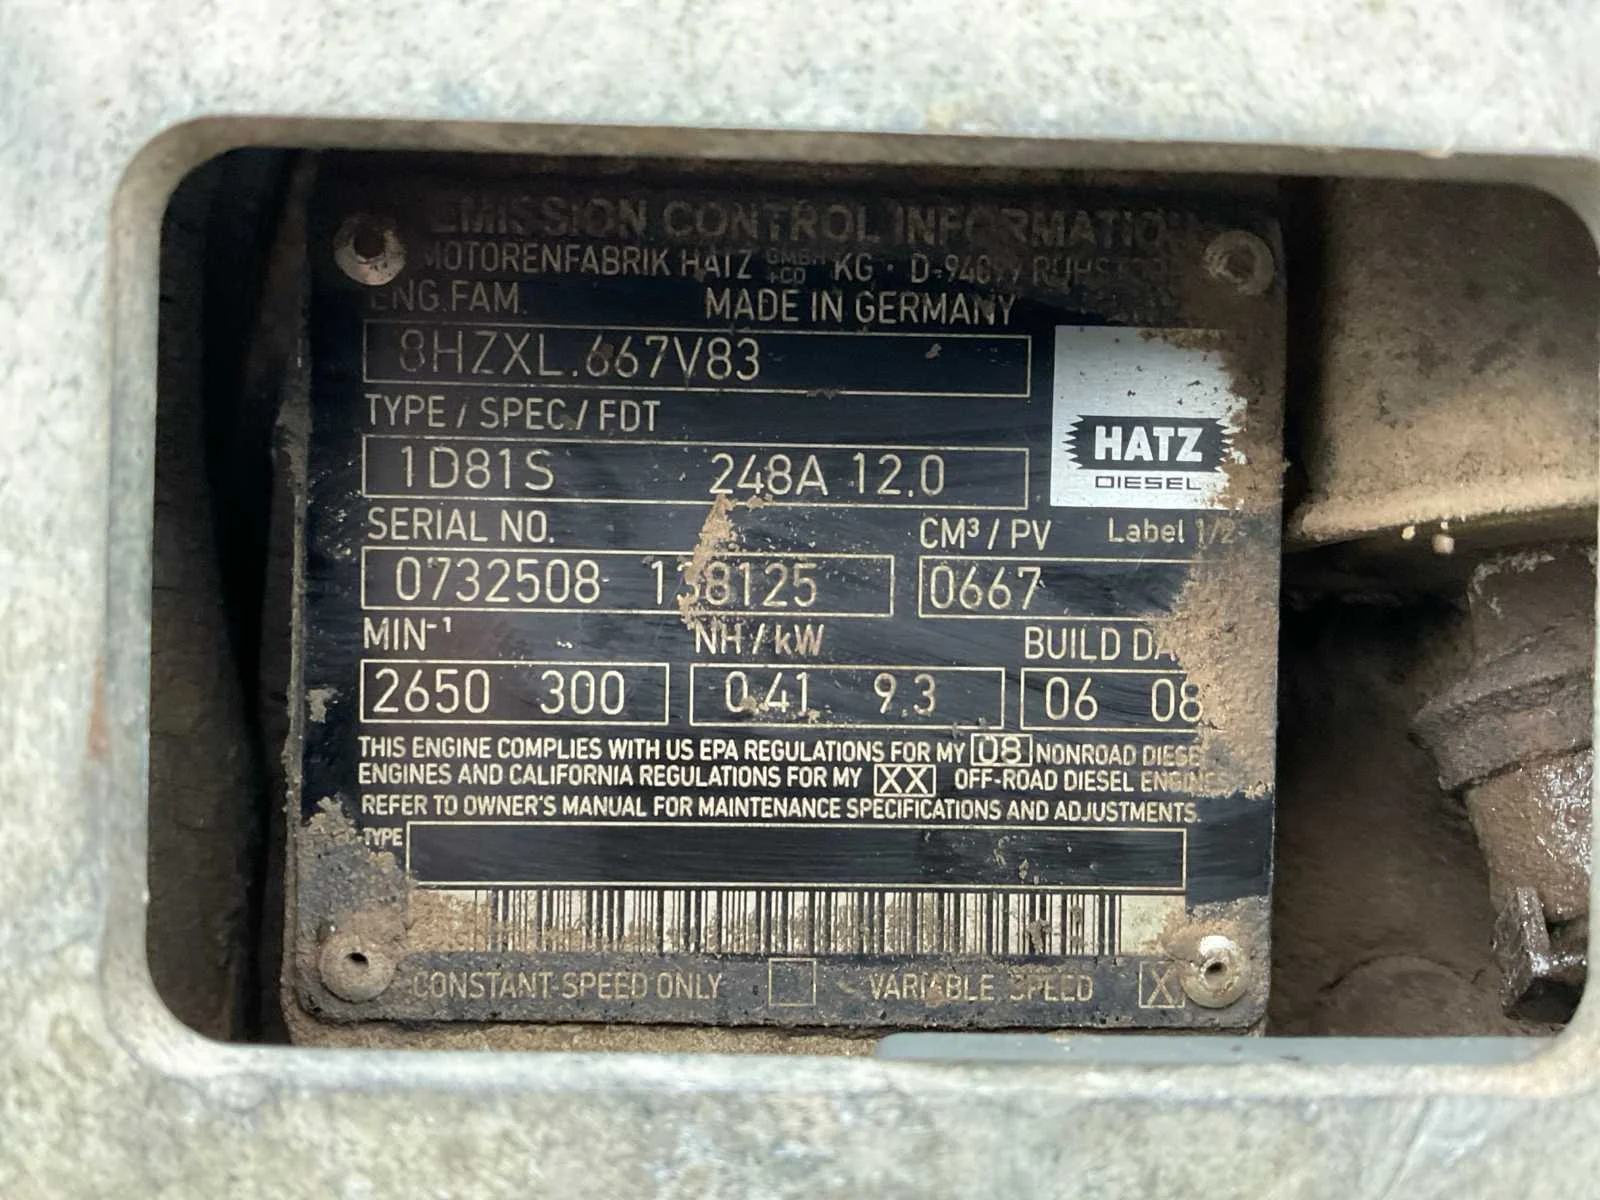 EMISSION CONTROL INFORMATION
MOTORENFABRIK HATZ GMBH +CO KG · D-94099
ENG.FAM. MADE IN GERMANY
8HZXL.667V83
TYPE / SPEC / FDT
1D81S 248A 12.0
HATZ
DIESEL
SERIAL NO. CM³ / PV Label 1/2
0732508 138125 0667
MIN⁻¹ NH / kW BUILD
2650 300 0.41 9.3 06 08
THIS ENGINE COMPLIES WITH US EPA REGULATIONS FOR MY 08 NONROAD DIESE
ENGINES AND CALIFORNIA REGULATIONS FOR MY XX OFF-ROAD DIESEL ENGINE
REFER TO OWNER'S MANUAL FOR MAINTENANCE SPECIFICATIONS AND ADJUSTMENTS.
TYPE
CONSTANT SPEED ONLY VARIABLE SPEED X